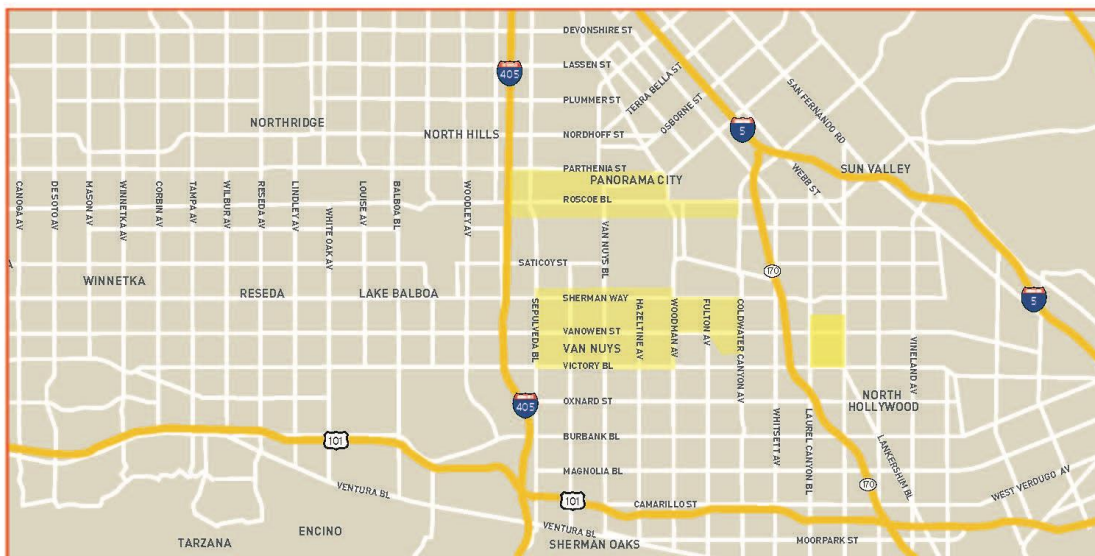 DEVONSHIRE ST
LASSEN ST
405
PLUMMER ST
TERRA BELLA ST
OSBORNE ST
SAN FERNANDO RD
NORTHRIDGE
NORTH HILLS
NORDHOFF ST
5
PARTHENIA ST
PANORAMA CITY
WEBB ST
SUN VALLEY
CANOGA AV
DE SOTO AV
MASON AV
WINNETKA AV
CORBIN AV
TAMPA AV
WILBUR AV
RESEDA AV
LINDLEY AV
WHITE OAK AV
LOUISE AV
BALBOA BL
WOODLEY AV
ROSCOE BL
VAN NUYS BL
SATICOY ST
170
A
WINNETKA
RESEDA
LAKE BALBOA
SHERMAN WAY
5
SEPULVEDA BL
HAZELTINE AV
WOODMAN AV
FULTON AV
COLDWATER CANYON AV
VANOWEN ST
VAN NUYS
VICTORY BL
VINELAND AV
405
OXNARD ST
NORTH
HOLLYWOOD
101
BURBANK BL
WHITSETT AV
LAUREL CANYON BL
LANKERSHIM BL
MAGNOLIA BL
170
WEST VERDUGO AV
VENTURA BL
101
CAMARILLO ST
TARZANA
ENCINO
VENTURA BL
SHERMAN OAKS
MOORPARK ST